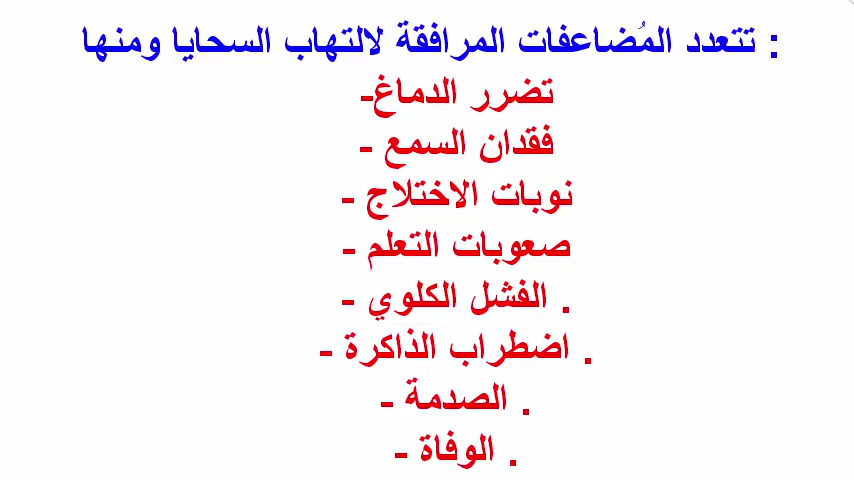 تتعدد المُضاعفات المرافقة لالتهاب السحايا ومنها :
- تضرر الدماغ
- فقدان السمع
- نوبات الاختلاج
- صعوبات التعلم
- الفشل الكلوي .
- اضطراب الذاكرة .
- الصدمة .
- الوفاة .